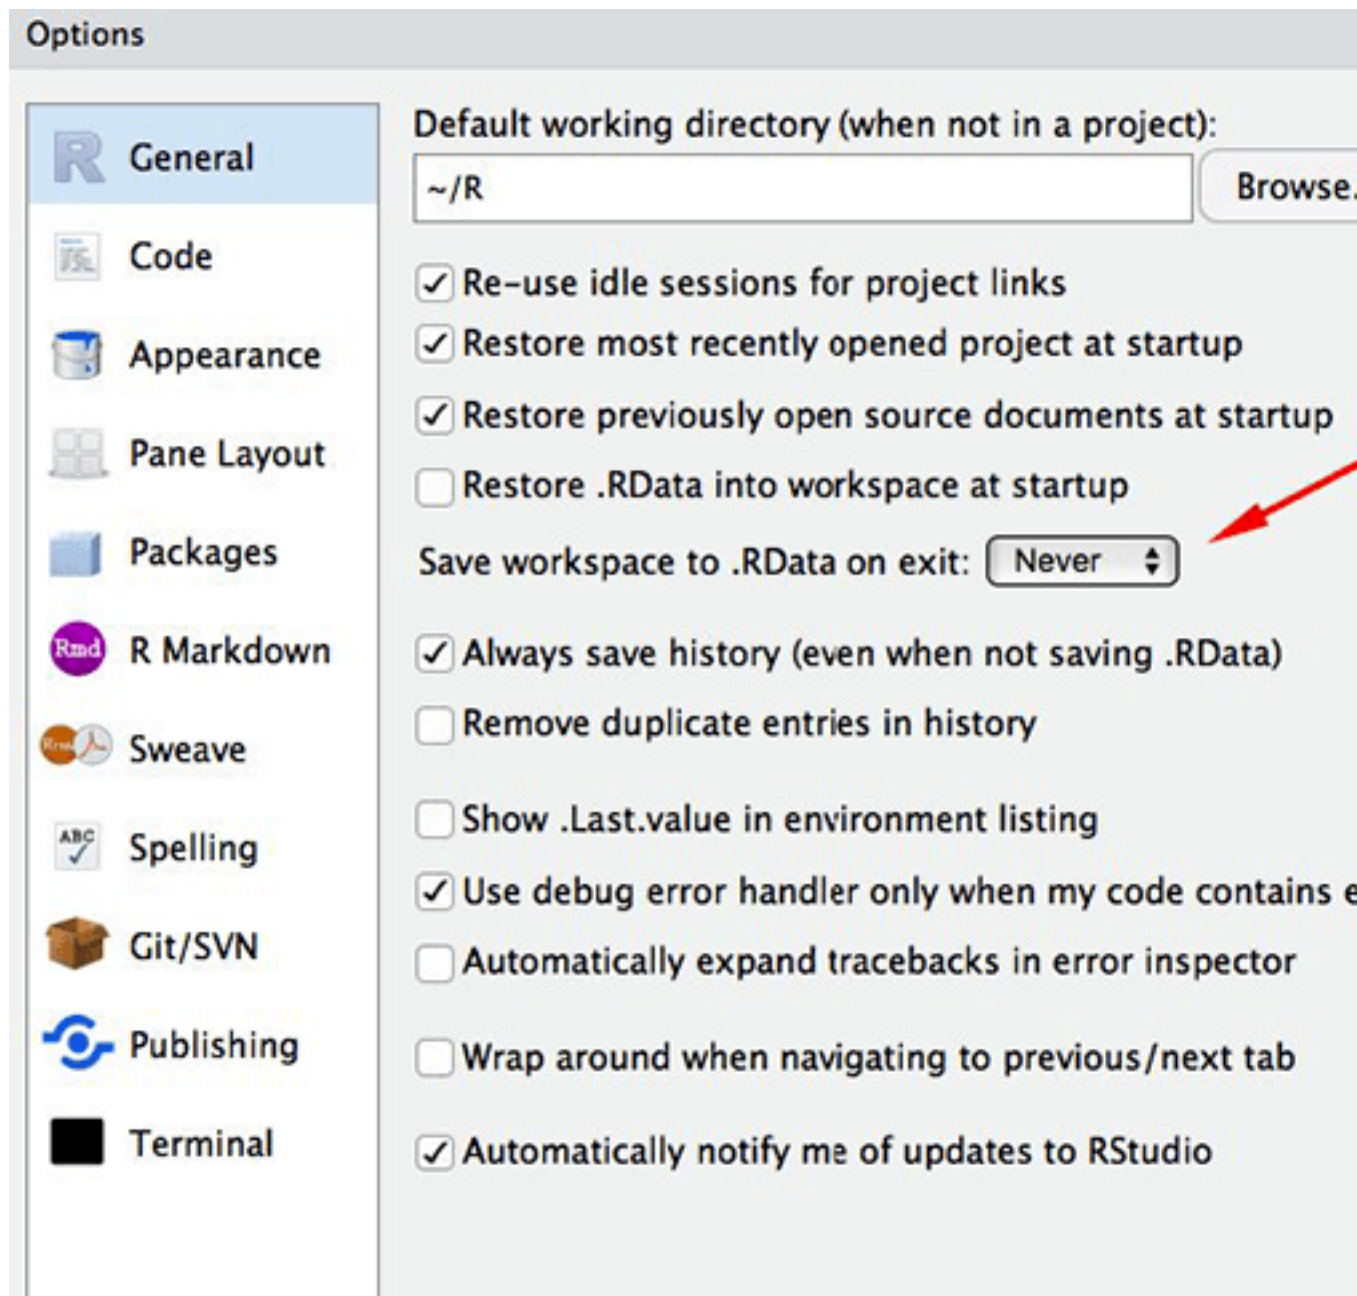 Options
General
Code
Appearance
Pane Layout
Packages
Rmd
R Markdown
Sweave
ABC
Spelling
Git/SVN
Publishing
Terminal
Default working directory (when not in a project):
~/R
Browse.
Re-use idle sessions for project links
Restore most recently opened project at startup
Restore previously open source documents at startup
Restore .RData into workspace at startup
Save workspace to .RData on exit: Never
Always save history (even when not saving .RData)
Remove duplicate entries in history
Show .Last.value in environment listing
Use debug error handler only when my code contains e
Automatically expand tracebacks in error inspector
Wrap around when navigating to previous/next tab
Automatically notify me of updates to RStudio